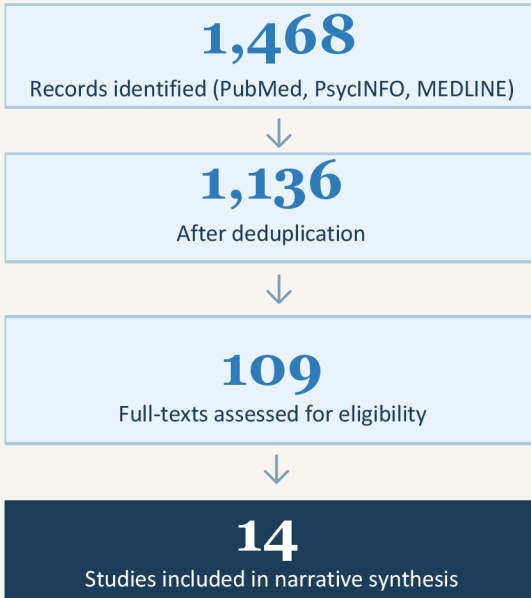 1,468
Records identified (PubMed, PsycINFO, MEDLINE)
↓
1,136
After deduplication
↓
109
Full-texts assessed for eligibility
↓
14
Studies included in narrative synthesis